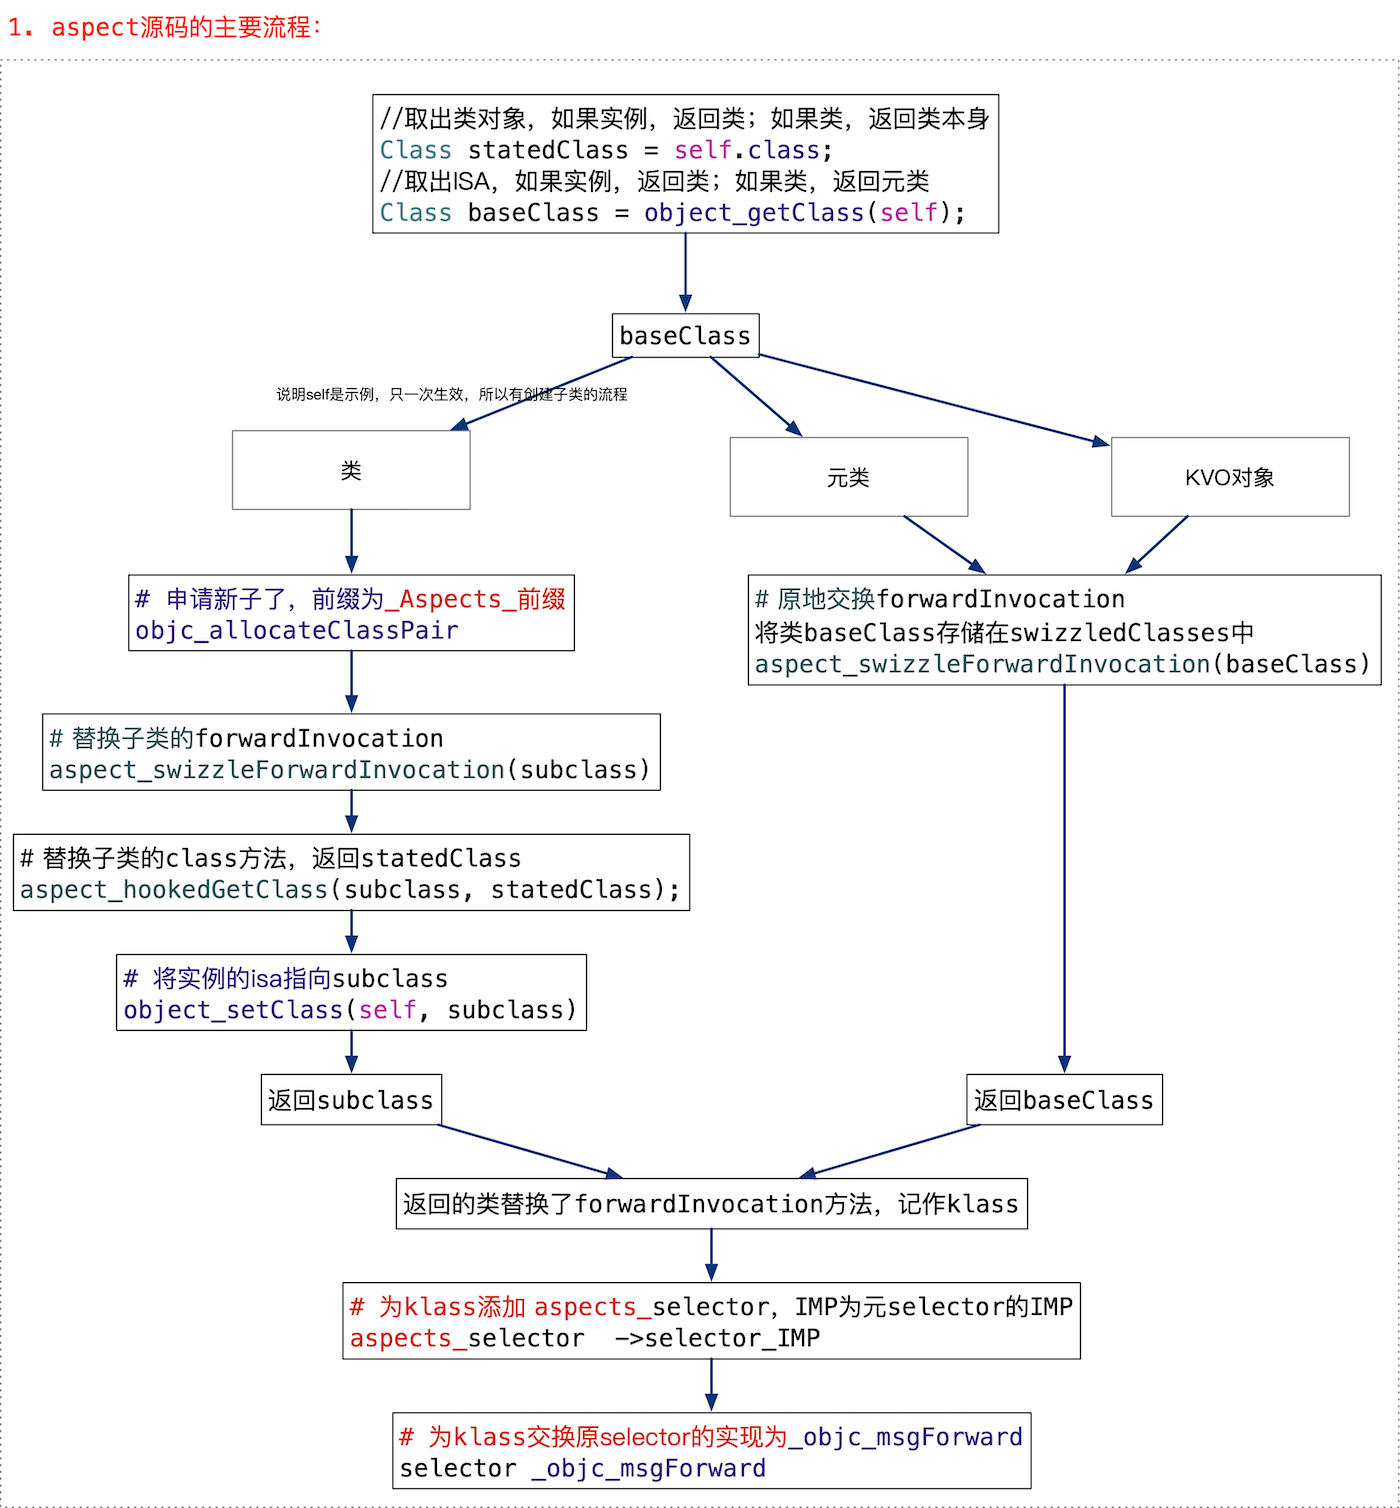 1. aspect源码的主要流程：
//取出类对象，如果实例，返回类；如果类，返回类本身
Class statedClass = self.class;
//取出ISA，如果实例，返回类；如果类，返回元类
Class baseClass = object_getClass(self);
baseClass
说明self是示例，只一次生效，所以有创建子类的流程
类
元类
KVO对象
# 申请新子了，前缀为_Aspects_前缀
objc_allocateClassPair
# 原地交换forwardInvocation
将类baseClass存储在swizzledClasses中
aspect_swizzleForwardInvocation(baseClass)
# 替换子类的forwardInvocation
aspect_swizzleForwardInvocation(subclass)
# 替换子类的class方法，返回statedClass
aspect_hookedGetClass(subclass, statedClass);
# 将实例的isa指向subclass
object_setClass(self, subclass)
返回subclass
返回baseClass
返回的类替换了forwardInvocation方法，记作klass
# 为klass添加 aspects_selector，IMP为元selector的IMP
aspects_selector ->selector_IMP
# 为klass交换原selector的实现为_objc_msgForward
selector _objc_msgForward